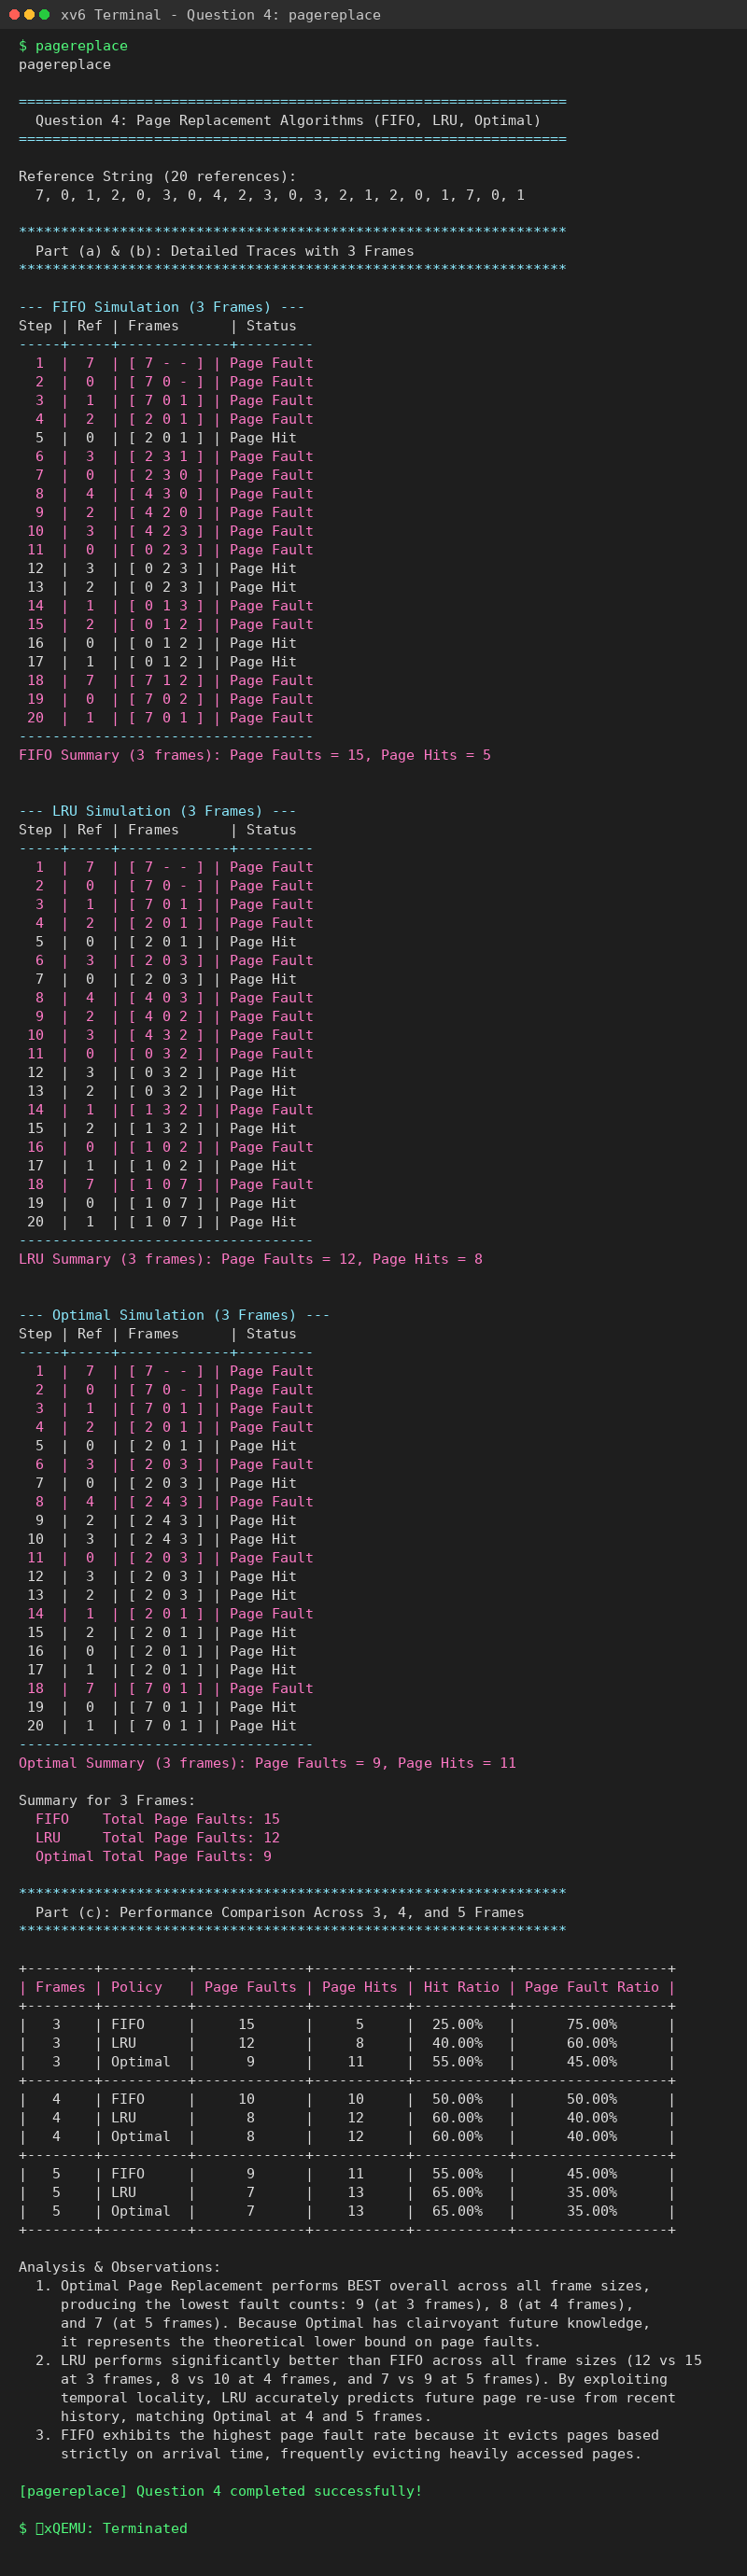 xv6 Terminal - Question 4: pagereplace
$ pagereplace
pagereplace
=================================================================
  Question 4: Page Replacement Algorithms (FIFO, LRU, Optimal)
=================================================================
Reference String (20 references):
  7, 0, 1, 2, 0, 3, 0, 4, 2, 3, 0, 3, 2, 1, 2, 0, 1, 7, 0, 1
*****************************************************************
  Part (a) & (b): Detailed Traces with 3 Frames
*****************************************************************
--- FIFO Simulation (3 Frames) ---
Step | Ref | Frames      | Status
-----+-----+-------------+---------
  1  |  7  | [ 7 - - ] | Page Fault
  2  |  0  | [ 7 0 - ] | Page Fault
  3  |  1  | [ 7 0 1 ] | Page Fault
  4  |  2  | [ 2 0 1 ] | Page Fault
  5  |  0  | [ 2 0 1 ] | Page Hit
  6  |  3  | [ 2 3 1 ] | Page Fault
  7  |  0  | [ 2 3 0 ] | Page Fault
  8  |  4  | [ 4 3 0 ] | Page Fault
  9  |  2  | [ 4 2 0 ] | Page Fault
 10  |  3  | [ 4 2 3 ] | Page Fault
 11  |  0  | [ 0 2 3 ] | Page Fault
 12  |  3  | [ 0 2 3 ] | Page Hit
 13  |  2  | [ 0 2 3 ] | Page Hit
 14  |  1  | [ 0 1 3 ] | Page Fault
 15  |  2  | [ 0 1 2 ] | Page Fault
 16  |  0  | [ 0 1 2 ] | Page Hit
 17  |  1  | [ 0 1 2 ] | Page Hit
 18  |  7  | [ 7 1 2 ] | Page Fault
 19  |  0  | [ 7 0 2 ] | Page Fault
 20  |  1  | [ 7 0 1 ] | Page Fault
-----------------------------------
FIFO Summary (3 frames): Page Faults = 15, Page Hits = 5
--- LRU Simulation (3 Frames) ---
Step | Ref | Frames      | Status
-----+-----+-------------+---------
  1  |  7  | [ 7 - - ] | Page Fault
  2  |  0  | [ 7 0 - ] | Page Fault
  3  |  1  | [ 7 0 1 ] | Page Fault
  4  |  2  | [ 2 0 1 ] | Page Fault
  5  |  0  | [ 2 0 1 ] | Page Hit
  6  |  3  | [ 2 0 3 ] | Page Fault
  7  |  0  | [ 2 0 3 ] | Page Hit
  8  |  4  | [ 4 0 3 ] | Page Fault
  9  |  2  | [ 4 0 2 ] | Page Fault
 10  |  3  | [ 4 3 2 ] | Page Fault
 11  |  0  | [ 0 3 2 ] | Page Fault
 12  |  3  | [ 0 3 2 ] | Page Hit
 13  |  2  | [ 0 3 2 ] | Page Hit
 14  |  1  | [ 1 3 2 ] | Page Fault
 15  |  2  | [ 1 3 2 ] | Page Hit
 16  |  0  | [ 1 0 2 ] | Page Fault
 17  |  1  | [ 1 0 2 ] | Page Hit
 18  |  7  | [ 1 0 7 ] | Page Fault
 19  |  0  | [ 1 0 7 ] | Page Hit
 20  |  1  | [ 1 0 7 ] | Page Hit
-----------------------------------
LRU Summary (3 frames): Page Faults = 12, Page Hits = 8
--- Optimal Simulation (3 Frames) ---
Step | Ref | Frames      | Status
-----+-----+-------------+---------
  1  |  7  | [ 7 - - ] | Page Fault
  2  |  0  | [ 7 0 - ] | Page Fault
  3  |  1  | [ 7 0 1 ] | Page Fault
  4  |  2  | [ 2 0 1 ] | Page Fault
  5  |  0  | [ 2 0 1 ] | Page Hit
  6  |  3  | [ 2 0 3 ] | Page Fault
  7  |  0  | [ 2 0 3 ] | Page Hit
  8  |  4  | [ 2 4 3 ] | Page Fault
  9  |  2  | [ 2 4 3 ] | Page Hit
 10  |  3  | [ 2 4 3 ] | Page Hit
 11  |  0  | [ 2 0 3 ] | Page Fault
 12  |  3  | [ 2 0 3 ] | Page Hit
 13  |  2  | [ 2 0 3 ] | Page Hit
 14  |  1  | [ 2 0 1 ] | Page Fault
 15  |  2  | [ 2 0 1 ] | Page Hit
 16  |  0  | [ 2 0 1 ] | Page Hit
 17  |  1  | [ 2 0 1 ] | Page Hit
 18  |  7  | [ 7 0 1 ] | Page Fault
 19  |  0  | [ 7 0 1 ] | Page Hit
 20  |  1  | [ 7 0 1 ] | Page Hit
-----------------------------------
Optimal Summary (3 frames): Page Faults = 9, Page Hits = 11
Summary for 3 Frames:
  FIFO    Total Page Faults: 15
  LRU     Total Page Faults: 12
  Optimal Total Page Faults: 9
*****************************************************************
  Part (c): Performance Comparison Across 3, 4, and 5 Frames
*****************************************************************
+--------+----------+-------------+-----------+-----------+------------------+
| Frames | Policy   | Page Faults | Page Hits | Hit Ratio | Page Fault Ratio |
+--------+----------+-------------+-----------+-----------+------------------+
|   3    | FIFO     |     15      |     5     |  25.00%   |      75.00%      |
|   3    | LRU      |     12      |     8     |  40.00%   |      60.00%      |
|   3    | Optimal  |      9      |    11     |  55.00%   |      45.00%      |
+--------+----------+-------------+-----------+-----------+------------------+
|   4    | FIFO     |     10      |    10     |  50.00%   |      50.00%      |
|   4    | LRU      |      8      |    12     |  60.00%   |      40.00%      |
|   4    | Optimal  |      8      |    12     |  60.00%   |      40.00%      |
+--------+----------+-------------+-----------+-----------+------------------+
|   5    | FIFO     |      9      |    11     |  55.00%   |      45.00%      |
|   5    | LRU      |      7      |    13     |  65.00%   |      35.00%      |
|   5    | Optimal  |      7      |    13     |  65.00%   |      35.00%      |
+--------+----------+-------------+-----------+-----------+------------------+
Analysis & Observations:
  1. Optimal Page Replacement performs BEST overall across all frame sizes,
     producing the lowest fault counts: 9 (at 3 frames), 8 (at 4 frames),
     and 7 (at 5 frames). Because Optimal has clairvoyant future knowledge,
     it represents the theoretical lower bound on page faults.
  2. LRU performs significantly better than FIFO across all frame sizes (12 vs 15
     at 3 frames, 8 vs 10 at 4 frames, and 7 vs 9 at 5 frames). By exploiting
     temporal locality, LRU accurately predicts future page re-use from recent
     history, matching Optimal at 4 and 5 frames.
  3. FIFO exhibits the highest page fault rate because it evicts pages based
     strictly on arrival time, frequently evicting heavily accessed pages.
[pagereplace] Question 4 completed successfully!
$ xQEMU: Terminated